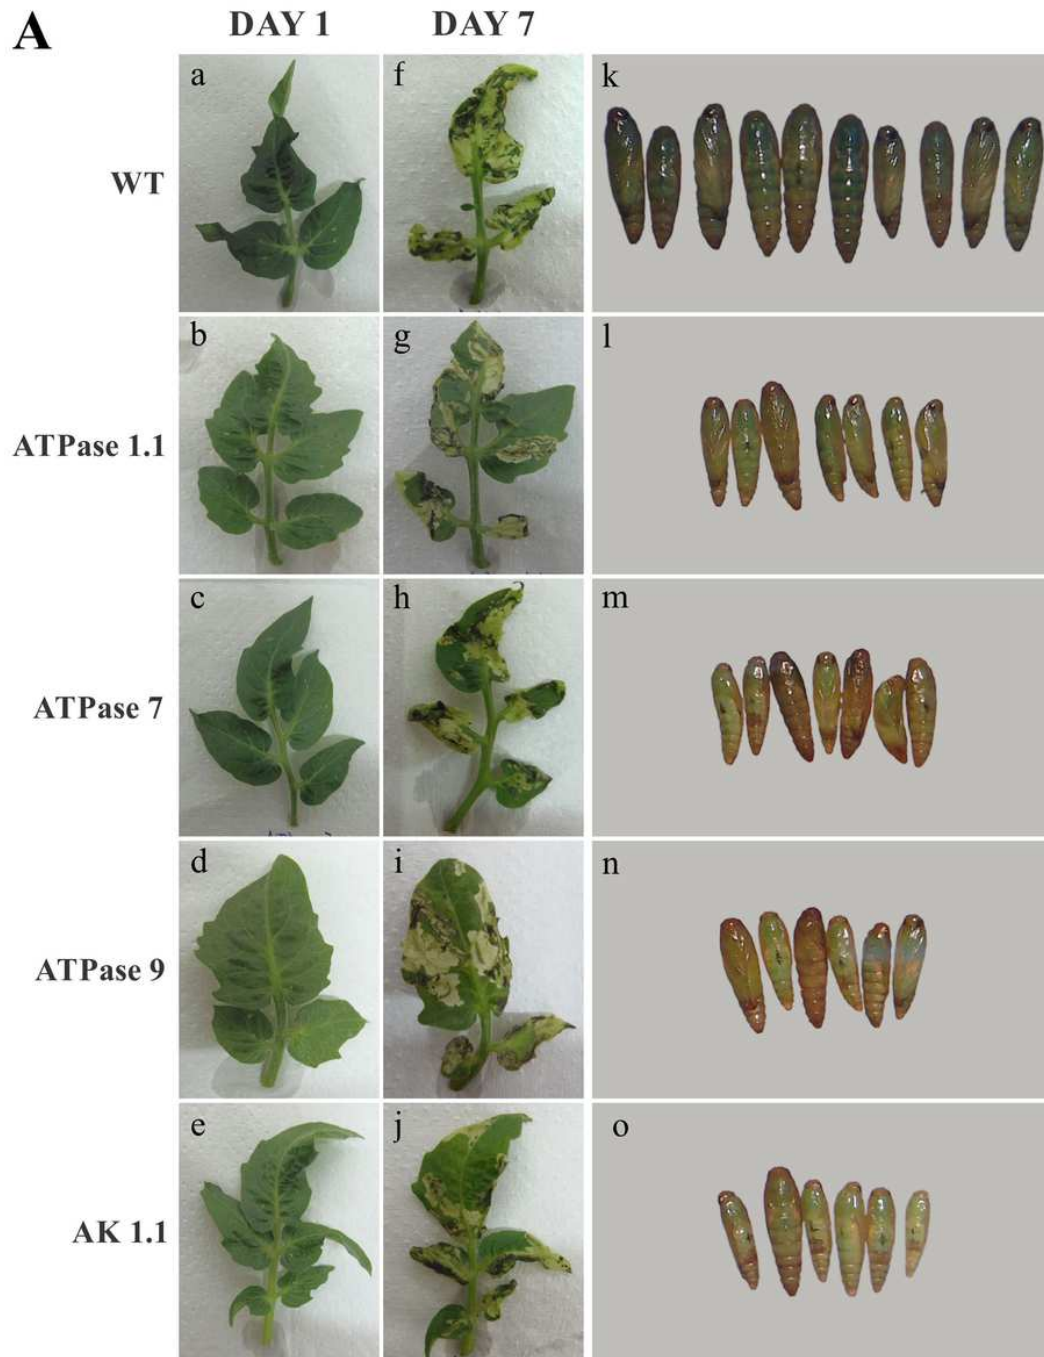 A
DAY 1 DAY 7
a f k
WT
b g l
ATPase 1.1
c h m
ATPase 7
d i n
ATPase 9
e j o
AK 1.1